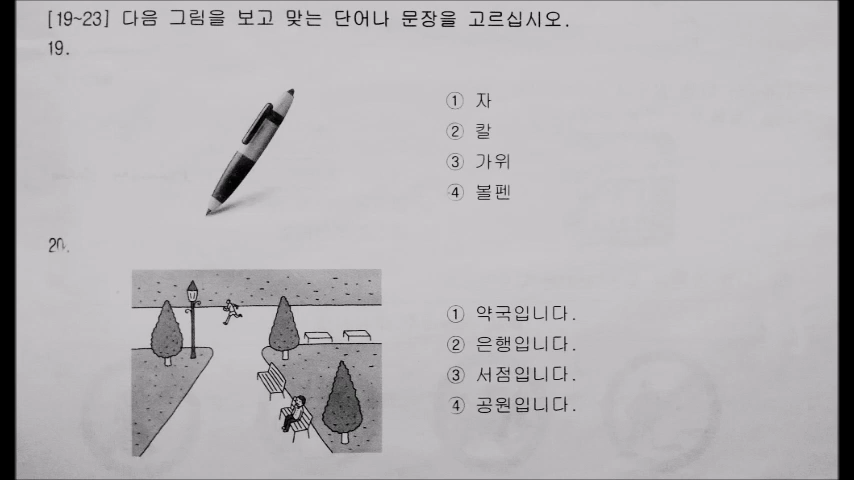 [19~23] 다음 그림을 보고 맞는 단어나 문장을 고르십시오.
19.
① 자
② 칼
③ 가위
④ 볼펜
20.
① 약국입니다.
② 은행입니다.
③ 서점입니다.
④ 공원입니다.